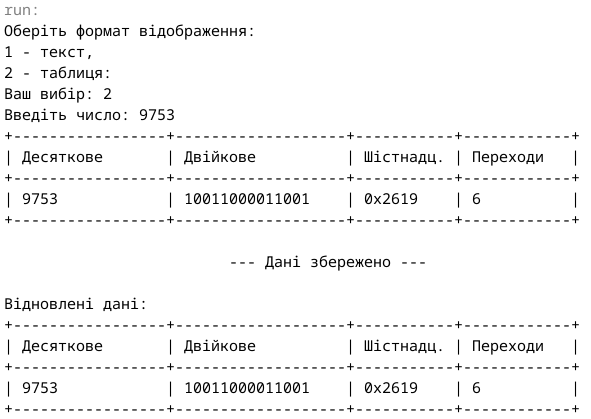 run:
Оберіть формат відображення:
1 - текст,
2 - таблиця:
Ваш вибір: 2
Введіть число: 9753
+-----------------+-------------------+-----------+------------+
| Десяткове       | Двійкове          | Шістнадц. | Переходи   |
+-----------------+-------------------+-----------+------------+
| 9753            | 10011000011001    | 0x2619    | 6          |
+-----------------+-------------------+-----------+------------+
--- Дані збережено ---
Відновлені дані:
+-----------------+-------------------+-----------+------------+
| Десяткове       | Двійкове          | Шістнадц. | Переходи   |
+-----------------+-------------------+-----------+------------+
| 9753            | 10011000011001    | 0x2619    | 6          |
+-----------------+-------------------+-----------+------------+